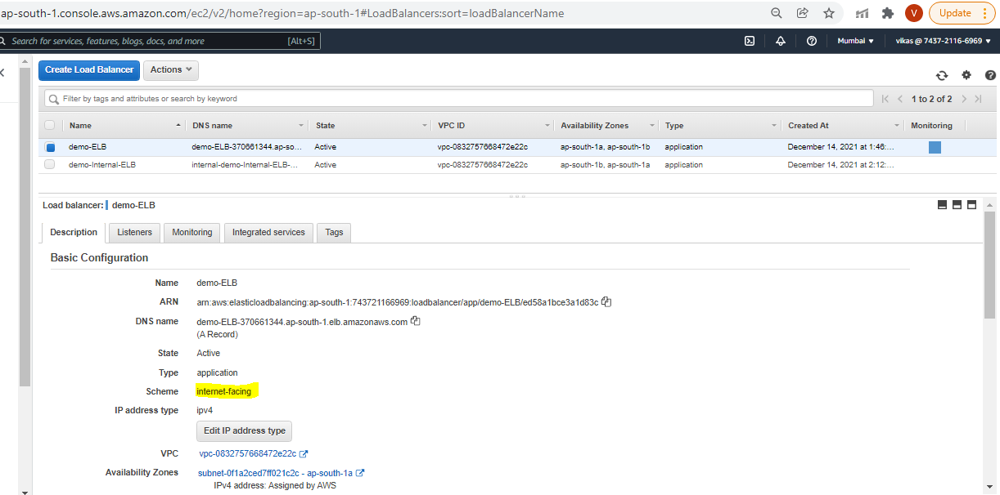 ap-south-1.console.aws.amazon.com/ec2/v2/home?region=ap-south-1#LoadBalancers:sort=loadBalancerName V Update
Search for services, features, blogs, docs, and more [Alt+S] Mumbai vikas @ 7437-2116-6969
Create Load Balancer Actions
Filter by tags and attributes or search by keyword 1 to 2 of 2
Name DNS name State VPC ID Availability Zones Type Created At Monitoring
demo-ELB demo-ELB-370661344.ap-so... Active vpc-0832757668472e22c ap-south-1a, ap-south-1b application December 14, 2021 at 1:46:...
demo-Internal-ELB internal-demo-Internal-ELB-... Active vpc-0832757668472e22c ap-south-1b, ap-south-1a application December 14, 2021 at 2:12:...
Load balancer: demo-ELB
Description Listeners Monitoring Integrated services Tags
Basic Configuration
Name demo-ELB
ARN arn:aws:elasticloadbalancing:ap-south-1:743721166969:loadbalancer/app/demo-ELB/ed58a1bce3a1d83c
DNS name demo-ELB-370661344.ap-south-1.elb.amazonaws.com
(A Record)
State Active
Type application
Scheme internet-facing
IP address type ipv4
Edit IP address type
VPC vpc-0832757668472e22c
Availability Zones subnet-0f1a2ced7ff021c2c - ap-south-1a
IPv4 address: Assigned by AWS